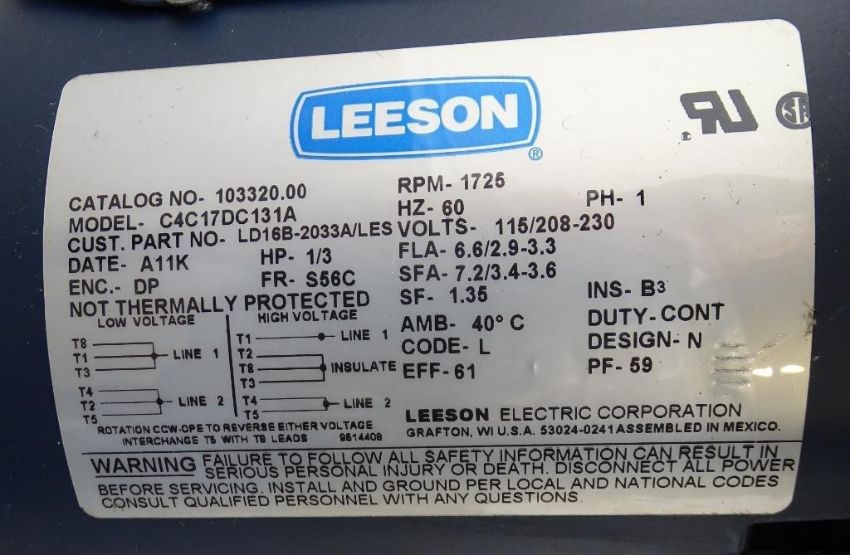 LEESON
®
CATALOG NO- 103320.00
MODEL- C4C17DC131A
CUST. PART NO- LD16B-2033A/LES
DATE- A11K HP- 1/3
ENC.- DP FR- S56C
NOT THERMALLY PROTECTED
RPM- 1725
HZ- 60 PH- 1
VOLTS- 115/208-230
FLA- 6.6/2.9-3.3
SFA- 7.2/3.4-3.6
SF- 1.35 INS- B3
AMB- 40° C DUTY- CONT
CODE- L DESIGN- N
EFF- 61 PF- 59
LOW VOLTAGE
T8
T1 LINE 1
T3
T4
T2 LINE 2
T5
HIGH VOLTAGE
T1 LINE 1
T2
T8 INSULATE
T3
T4 LINE 2
T5
ROTATION CCW-OPE TO REVERSE EITHER VOLTAGE
INTERCHANGE T5 WITH T8 LEADS 9814408
LEESON ELECTRIC CORPORATION
GRAFTON, WI U.S.A. 53024-0241 ASSEMBLED IN MEXICO.
WARNING FAILURE TO FOLLOW ALL SAFETY INFORMATION CAN RESULT IN
SERIOUS PERSONAL INJURY OR DEATH. DISCONNECT ALL POWER
BEFORE SERVICING. INSTALL AND GROUND PER LOCAL AND NATIONAL CODES
CONSULT QUALIFIED PERSONNEL WITH ANY QUESTIONS.